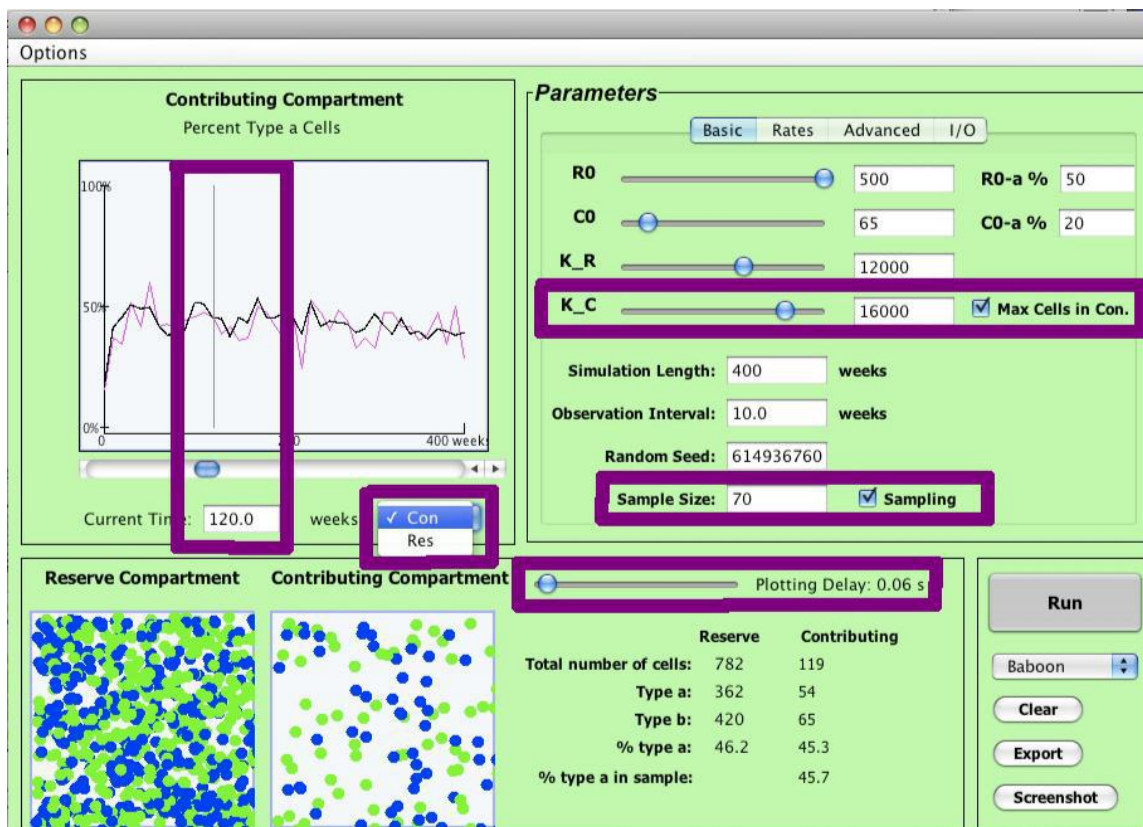 Options
Contributing Compartment
Percent Type a Cells
100%
50%
0%
0
400 weeks
Current Time: 120.0 weeks
✓ Con
Res
Parameters
Basic Rates Advanced I/O
R0 500 R0-a % 50
C0 65 C0-a % 20
K_R 12000
K_C 16000 Max Cells in Con.
Simulation Length: 400 weeks
Observation Interval: 10.0 weeks
Random Seed: 614936760
Sample Size: 70 Sampling
Reserve Compartment Contributing Compartment
Plotting Delay: 0.06 s
Reserve Contributing
Total number of cells: 782 119
Type a: 362 54
Type b: 420 65
% type a: 46.2 45.3
% type a in sample: 45.7
Run
Baboon
Clear
Export
Screenshot